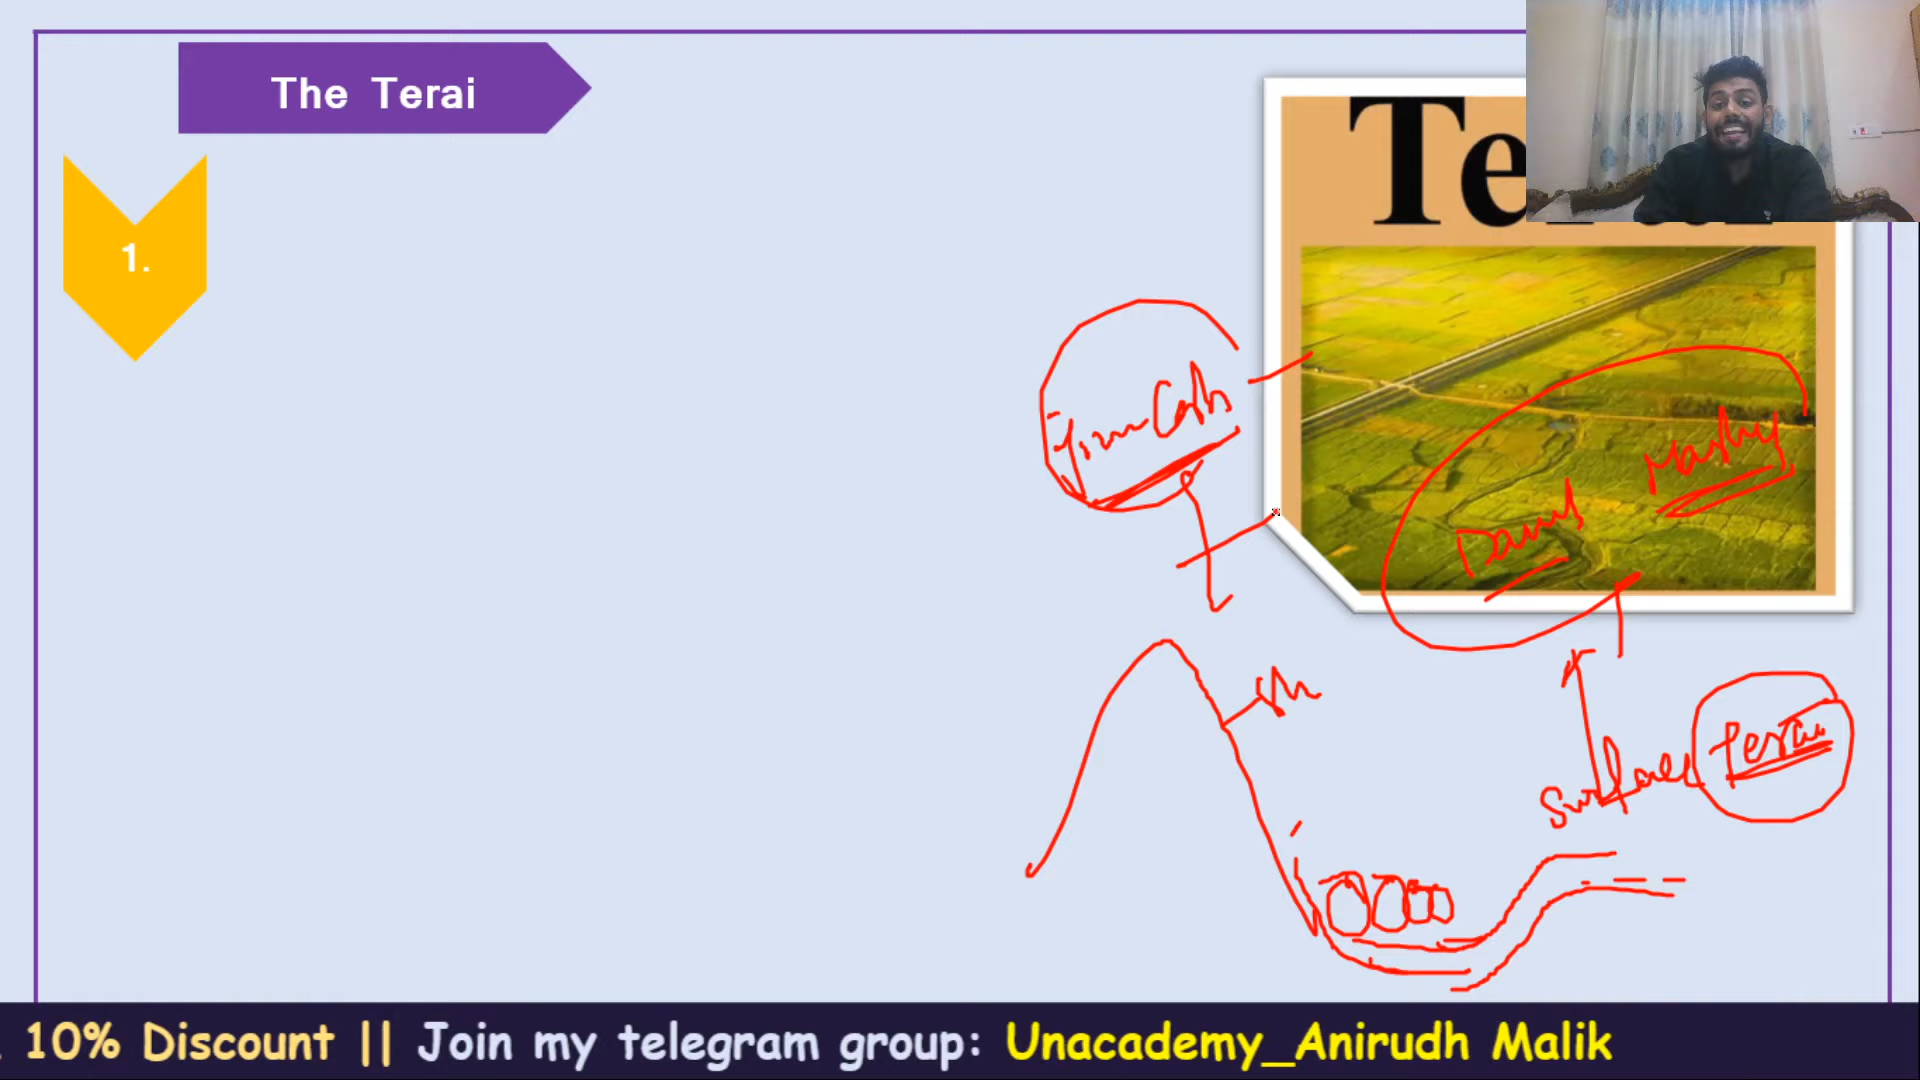 The Terai
1.
Te
Damp
Marshy
Surface
Terai
10% Discount || Join my telegram group: Unacademy_Anirudh Malik